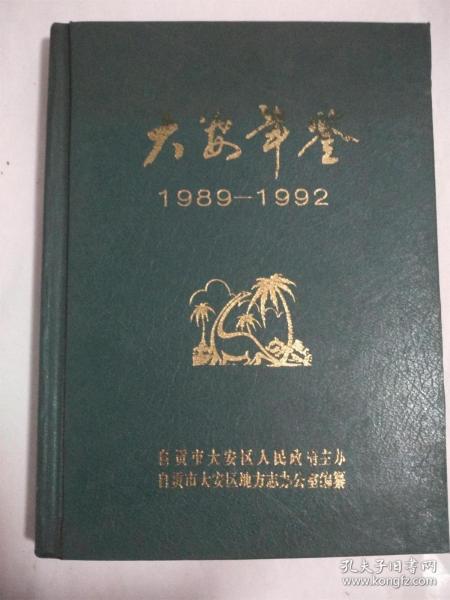 大安年鉴
1989—1992
自贡市大安区人民政府主办
自贡市大安区地方志办公室编纂
孔夫子旧书网
www.kongfz.com